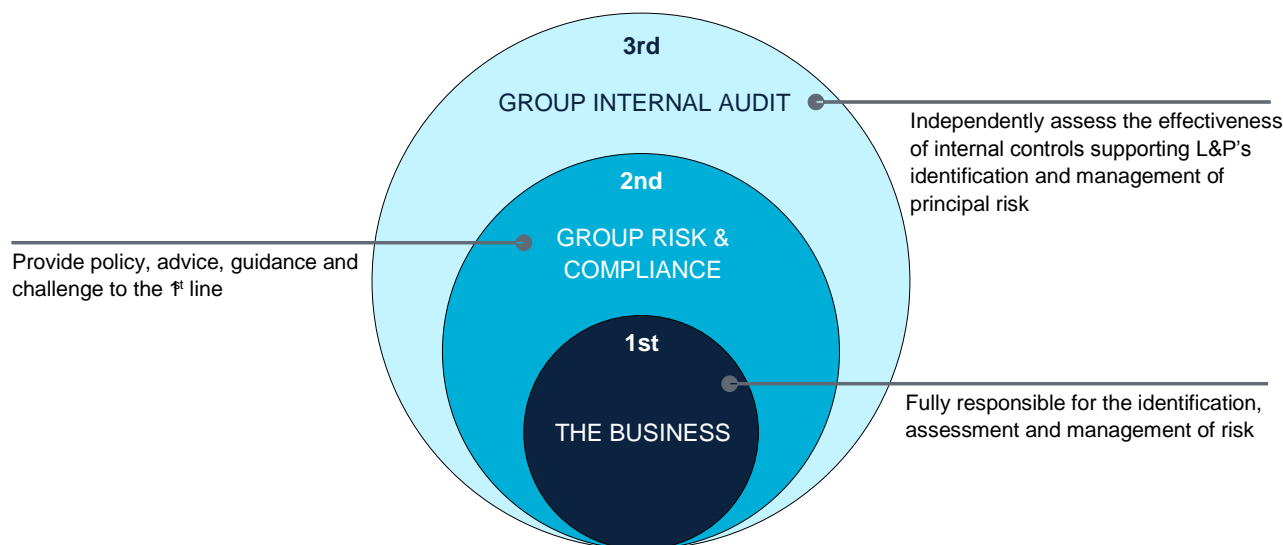 3rd
GROUP INTERNAL AUDIT
Independently assess the effectiveness
of internal controls supporting L&P's
identification and management of
principal risk
2nd
GROUP RISK &
COMPLIANCE
Provide policy, advice, guidance and
challenge to the 1st line
1st
THE BUSINESS
Fully responsible for the identification,
assessment and management of risk